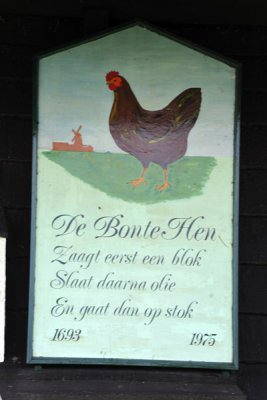 De Bonte Hen
Zaagt eerst een blok
Slaat daarna olie
En gaat dan op stok
1693 1975